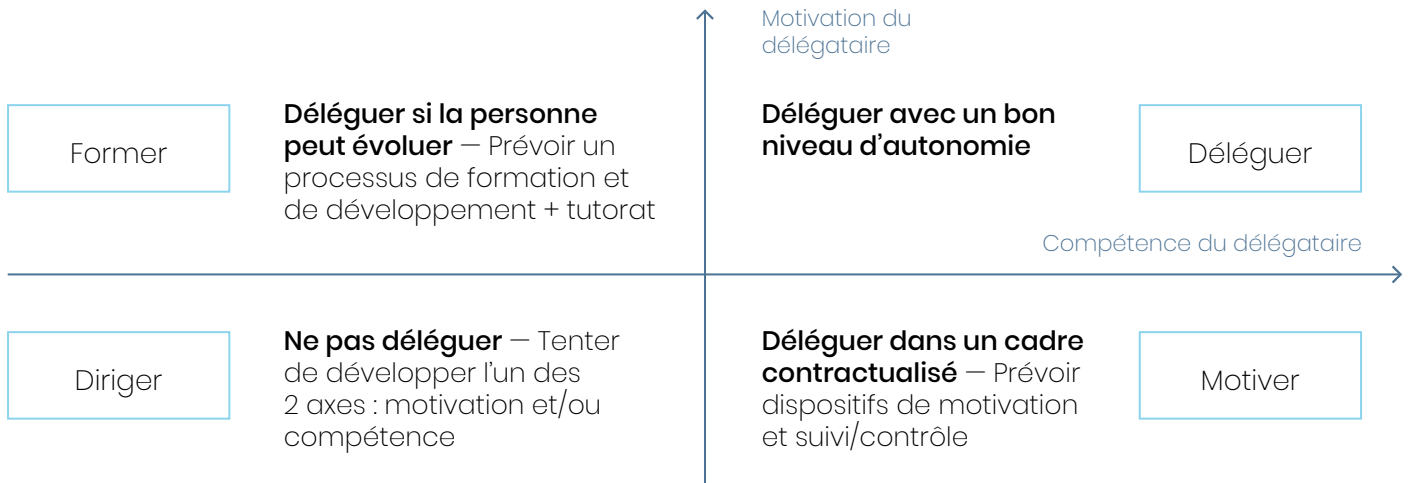 Motivation du
délégataire
Former
Déléguer si la personne
peut évoluer — Prévoir un
processus de formation et
de développement + tutorat
Déléguer avec un bon
niveau d’autonomie
Déléguer
Compétence du délégataire
Diriger
Ne pas déléguer — Tenter
de développer l’un des
2 axes : motivation et/ou
compétence
Déléguer dans un cadre
contractualisé — Prévoir
dispositifs de motivation
et suivi/contrôle
Motiver